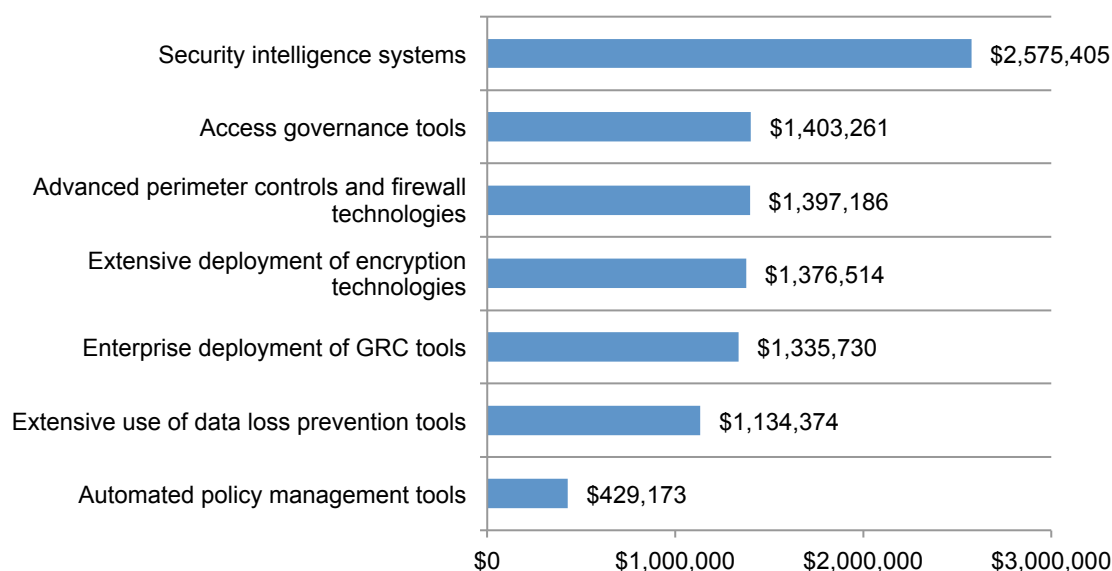 Security intelligence systems
$2,575,405
Access governance tools
$1,403,261
Advanced perimeter controls and firewall
technologies
$1,397,186
Extensive deployment of encryption
technologies
$1,376,514
Enterprise deployment of GRC tools
$1,335,730
Extensive use of data loss prevention tools
$1,134,374
Automated policy management tools
$429,173
$0
$1,000,000
$2,000,000
$3,000,000